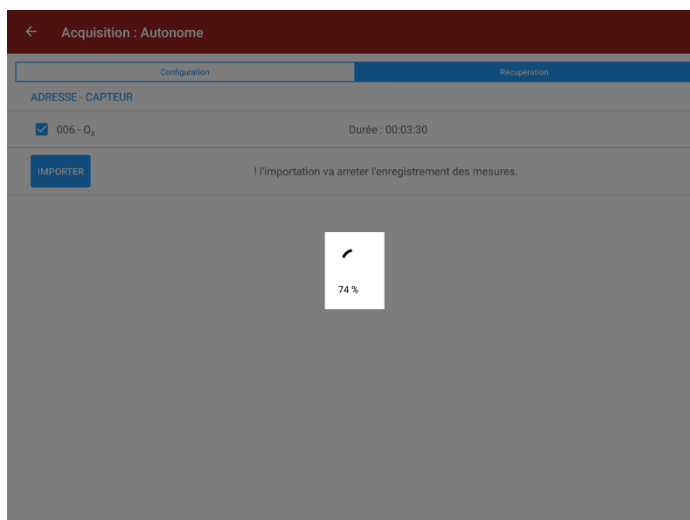 Acquisition : Autonome
Configuration
Récupération
ADRESSE - CAPTEUR
006 - O₂
Durée : 00:03:30
IMPORTER
! l'importation va arreter l'enregistrement des mesures.
74 %